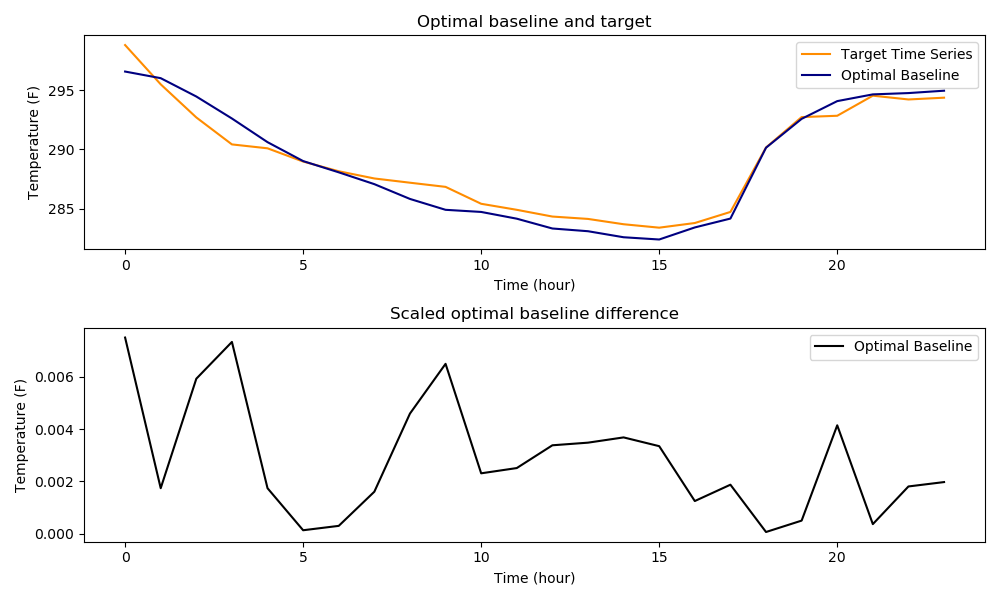 Optimal baseline and target
Target Time Series
Optimal Baseline
Temperature (F)
295
290
285
0 5 10 15 20
Time (hour)
Scaled optimal baseline difference
Optimal Baseline
Temperature (F)
0.006
0.004
0.002
0.000
0 5 10 15 20
Time (hour)